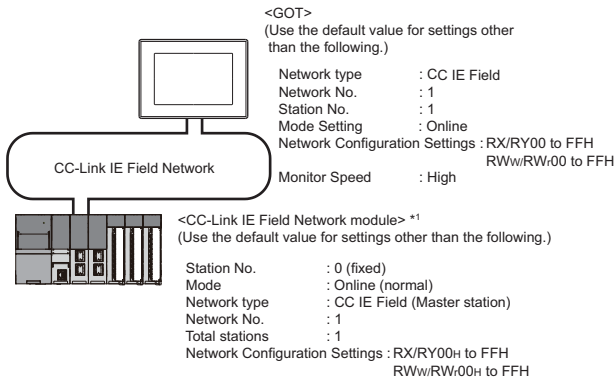 <GOT>
(Use the default value for settings other
than the following.)
Network type : CC IE Field
Network No. : 1
Station No. : 1
Mode Setting : Online
Network Configuration Settings : RX/RY00 to FFH
RWw/RWr00 to FFH
Monitor Speed : High
CC-Link IE Field Network
<CC-Link IE Field Network module> *1
(Use the default value for settings other than the following.)
Station No. : 0 (fixed)
Mode : Online (normal)
Network type : CC IE Field (Master station)
Network No. : 1
Total stations : 1
Network Configuration Settings : RX/RY00H to FFH
RWw/RWr00H to FFH